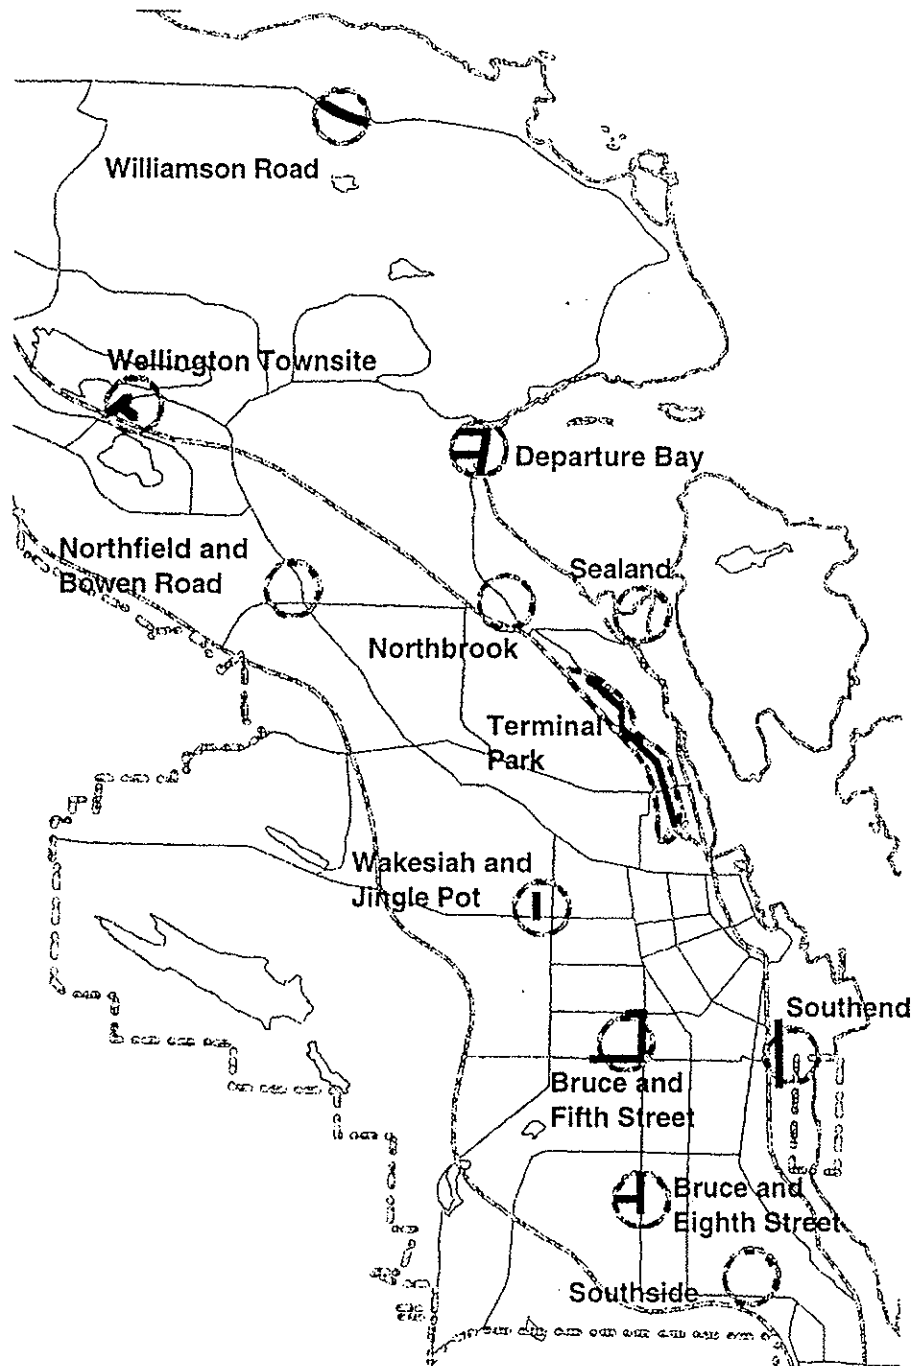 Williamson Road
Wellington Townsite
Departure Bay
Northfield and
Bowen Road
Sealand
Northbrook
Terminal
Park
Wakesiah and
Jingle Pot
Southend
Bruce and
Fifth Street
Bruce and
Eighth Street
Southside